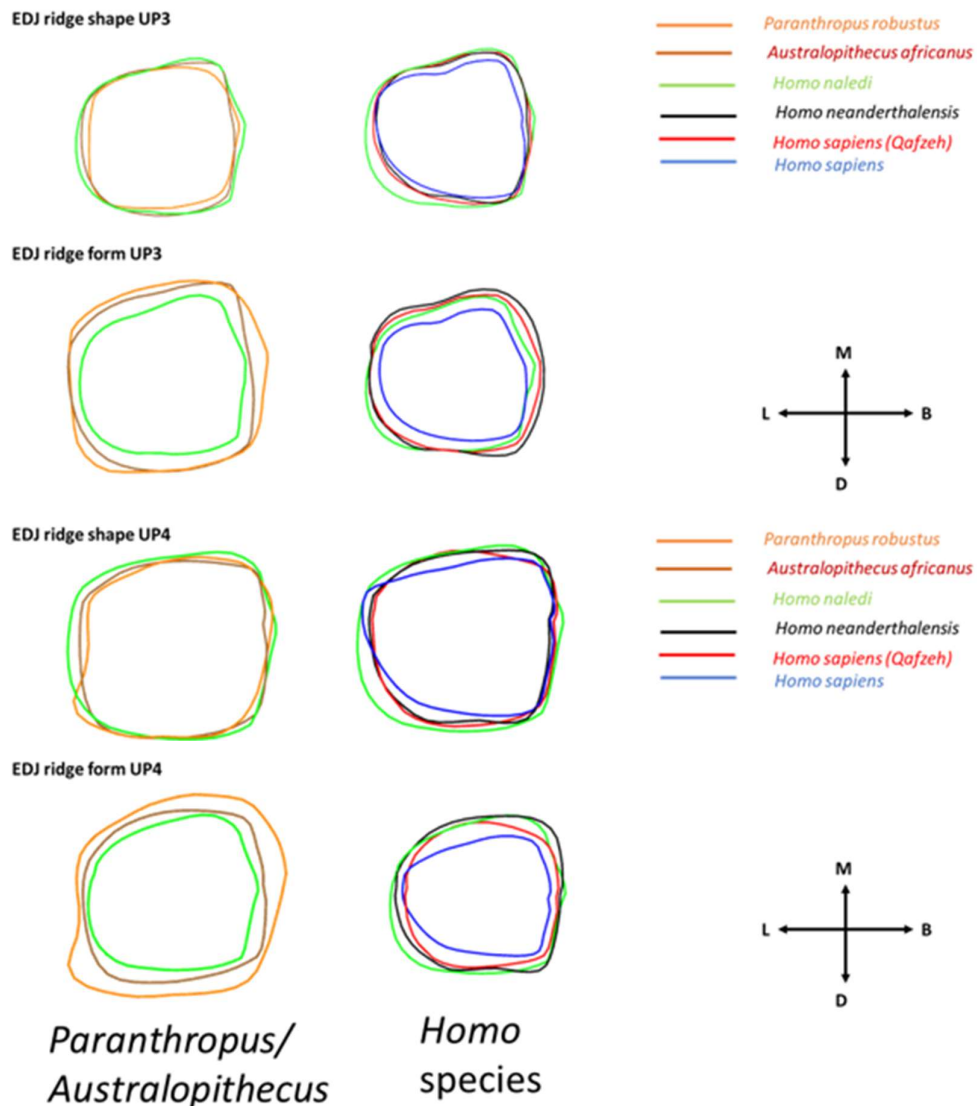 EDJ ridge shape UP3
Paranthropus robustus
Australopithecus africanus
Homo naledi
Homo neanderthalensis
Homo sapiens (Qafzeh)
Homo sapiens
EDJ ridge form UP3
M
L B
D
EDJ ridge shape UP4
Paranthropus robustus
Australopithecus africanus
Homo naledi
Homo neanderthalensis
Homo sapiens (Qafzeh)
Homo sapiens
EDJ ridge form UP4
M
L B
D
Paranthropus/
Australopithecus
Homo
species